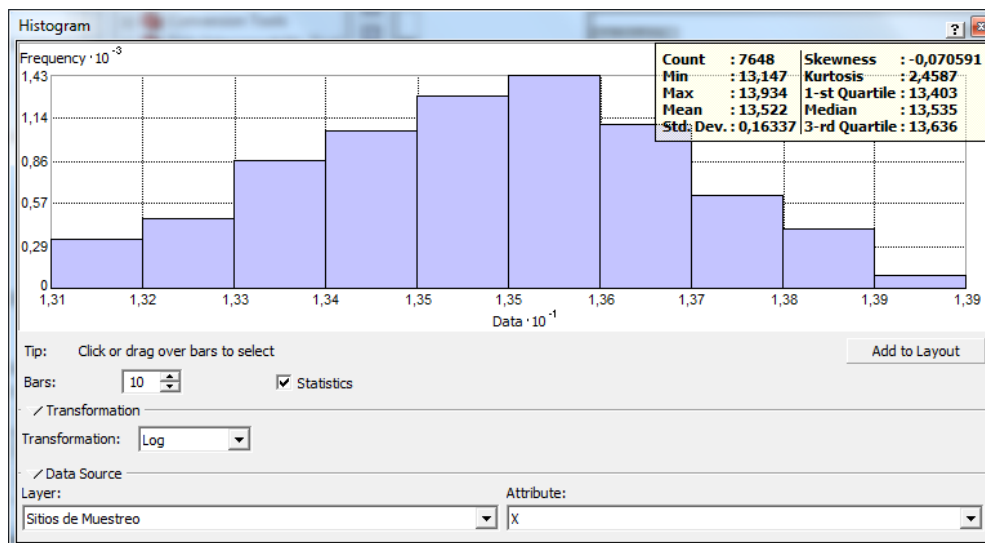 Histogram
Frequency · 10 -3
Count : 7648 Skewness : -0,070591
Min : 13,147 Kurtosis : 2,4587
Max : 13,934 1-st Quartile : 13,403
Mean : 13,522 Median : 13,535
Std. Dev. : 0,16337 3-rd Quartile : 13,636
1,43
1,14
0,86
0,57
0,29
0
1,31 1,32 1,33 1,34 1,35 1,35 1,36 1,37 1,38 1,39 1,39
Data · 10 -1
Tip: Click or drag over bars to select Add to Layout
Bars: 10 Statistics
Transformation
Transformation: Log
Data Source
Layer: Attribute:
Sitios de Muestreo X